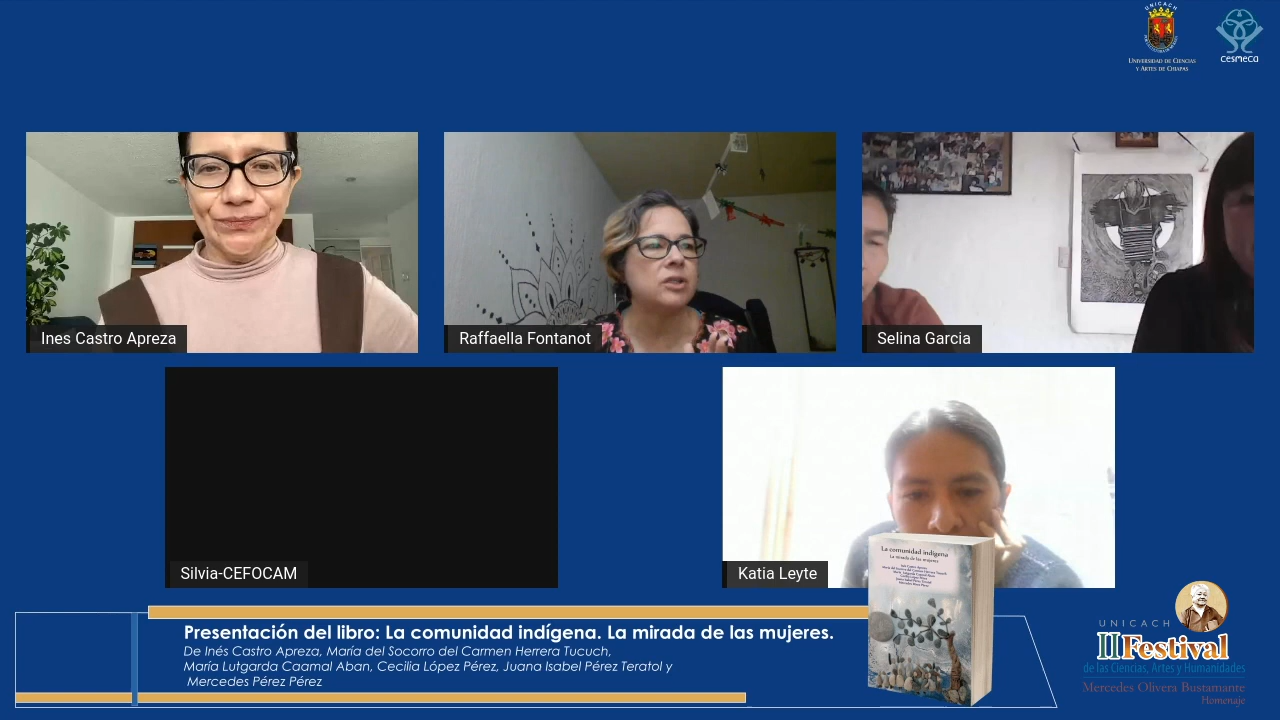 UNICACH
UNIVERSIDAD DE CIENCIAS
Y ARTES DE CHIAPAS
cesmeca
Ines Castro Apreza
Raffaella Fontanot
Selina Garcia
Silvia-CEFOCAM
Katia Leyte
La comunidad indígena
La mirada de las mujeres
Presentación del libro: La comunidad indígena. La mirada de las mujeres.
De Inés Castro Apreza, María del Socorro del Carmen Herrera Tucuch,
María Lutgarda Caamal Aban, Cecilia López Pérez, Juana Isabel Pérez Teratol y
Mercedes Pérez Pérez
UNICACH
II Festival
de las Ciencias, Artes y Humanidades
Mercedes Olivera Bustamante
Homenaje